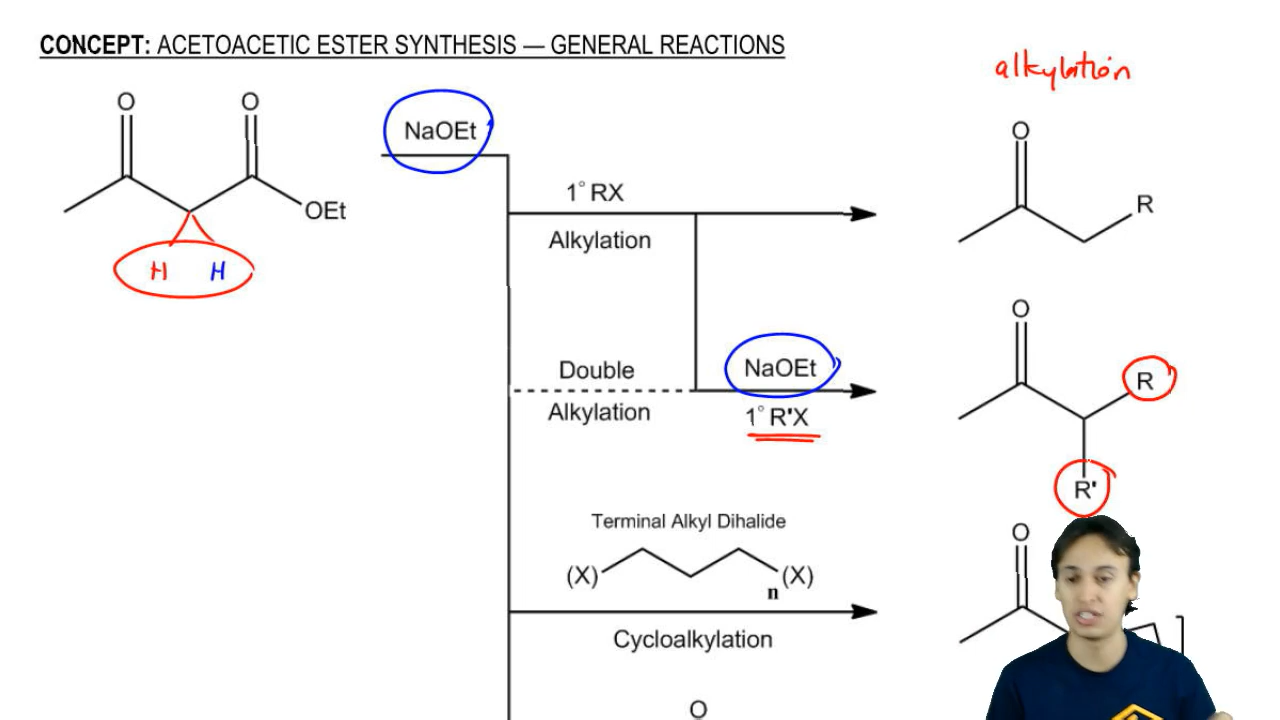 CONCEPT: ACETOACETIC ESTER SYNTHESIS — GENERAL REACTIONS
alkylation
O O
NaOEt
O
1° RX
R
OEt
Alkylation
H H
O
Double
NaOEt
R
Alkylation
1° R'X
R'
Terminal Alkyl Dihalide
O
(X) (X)
n
Cycloalkylation
O